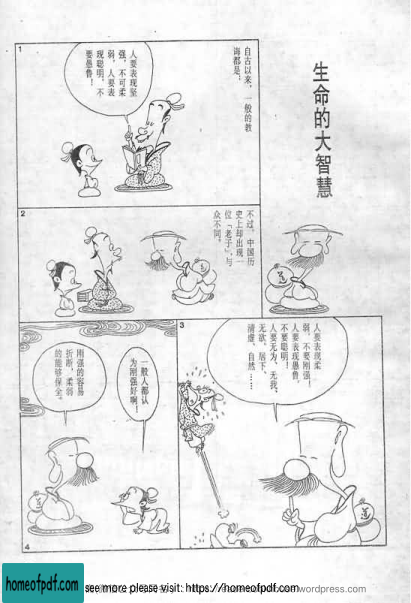 生命的大智慧
1
自古以来，一般的教
诲都是：
人要表现坚
强，不可柔
弱，人要表
现聪明，不
要愚鲁！
2
不过，中国历
史上却出现一
位「老子」，与
众不同。
道
道
3
人要表现柔
弱，不要刚强！
人要表现愚鲁，
不要聪明！
人要无为、无我、
无欲、居下、
清虚、自然……
道
4
一般人都认
为刚强好啊！
刚强的容易
折断，柔弱
的能够保全。
道
homeofpdf.com
see more please visit: https://homeofpdf.com
wordpress.com